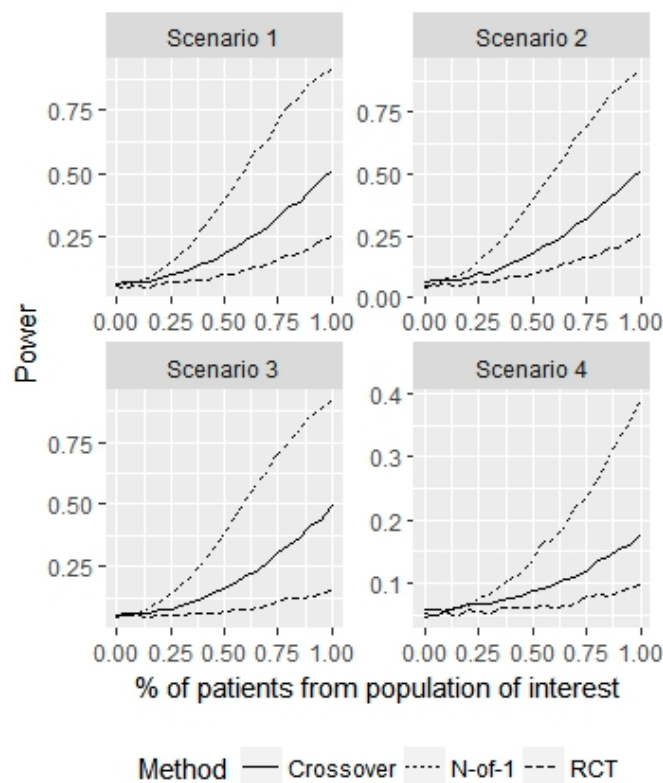 Scenario 1
Scenario 2
0.75
0.50
0.25
0.75
0.50
0.25
0.00
0.00 0.25 0.50 0.75 1.00
0.00 0.25 0.50 0.75 1.00
Power
Scenario 3
Scenario 4
0.75
0.50
0.25
0.4
0.3
0.2
0.1
0.00 0.25 0.50 0.75 1.00
0.00 0.25 0.50 0.75 1.00
% of patients from population of interest
Method Crossover N-of-1 RCT